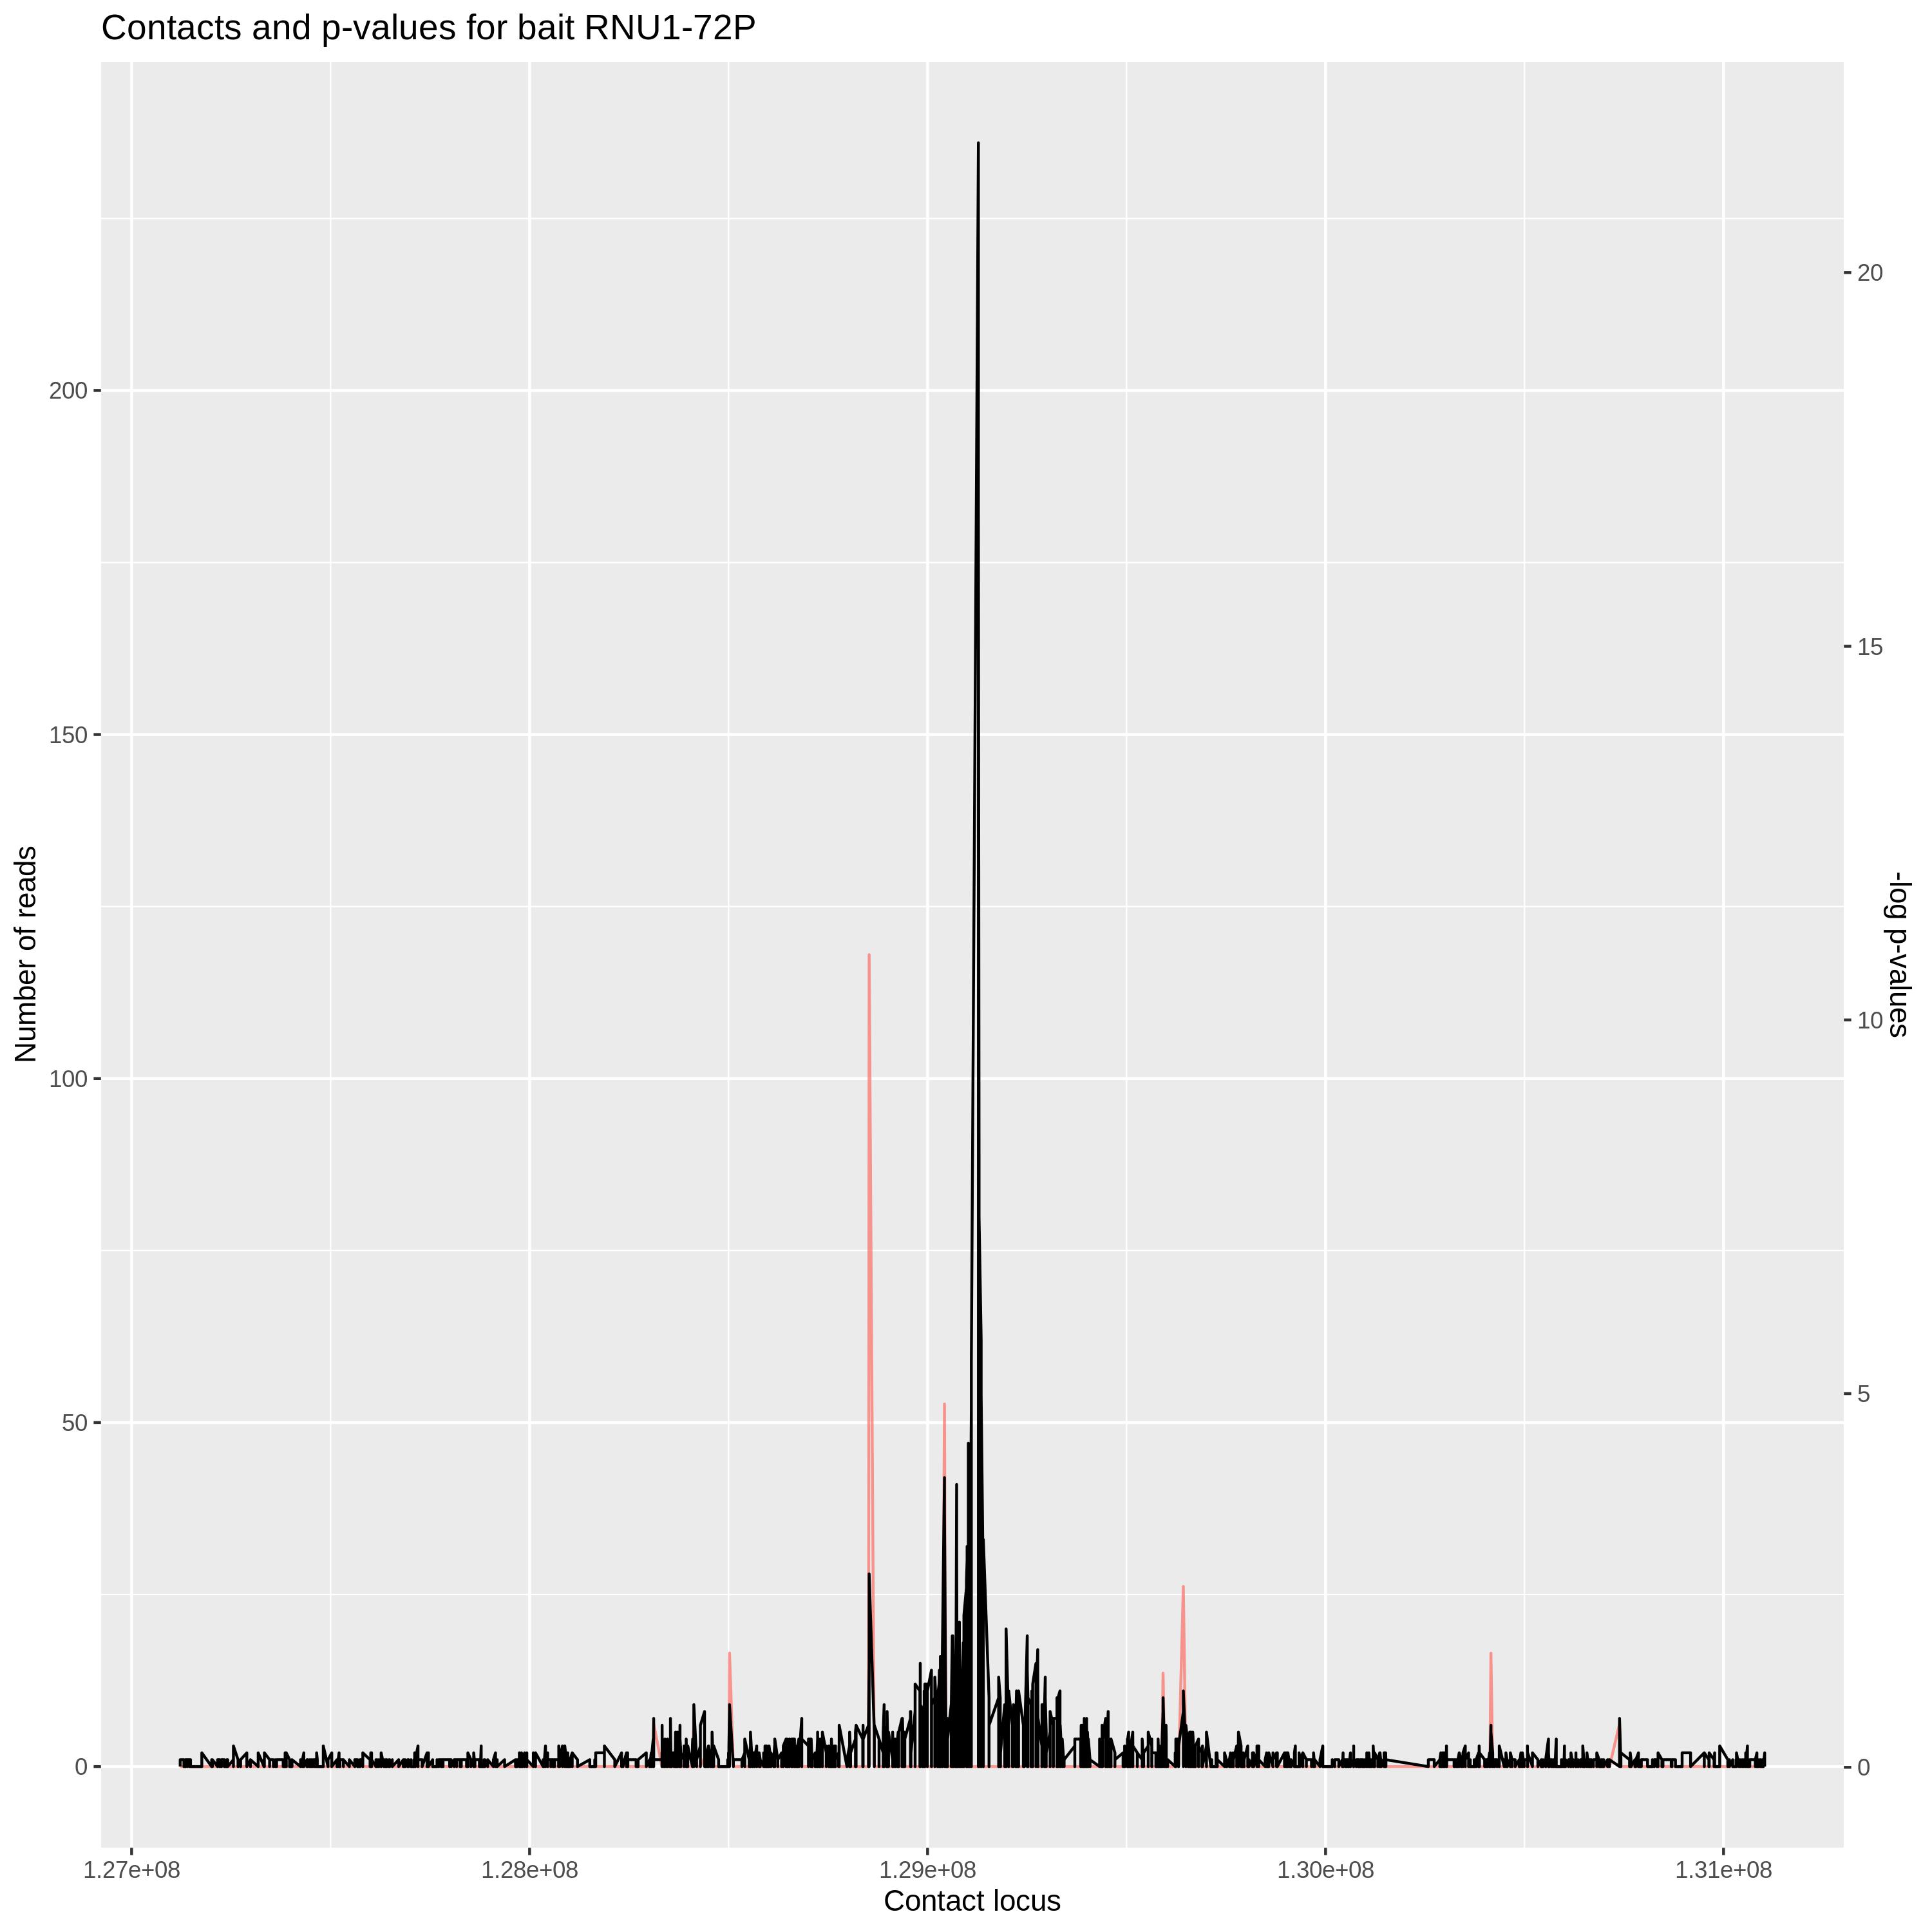 Contacts and p-values for bait RNU1-72P
Number of reads
200
150
100
50
0
20
15
10
5
0
-log p-values
1.27e+08
1.28e+08
1.29e+08
1.30e+08
1.31e+08
Contact locus